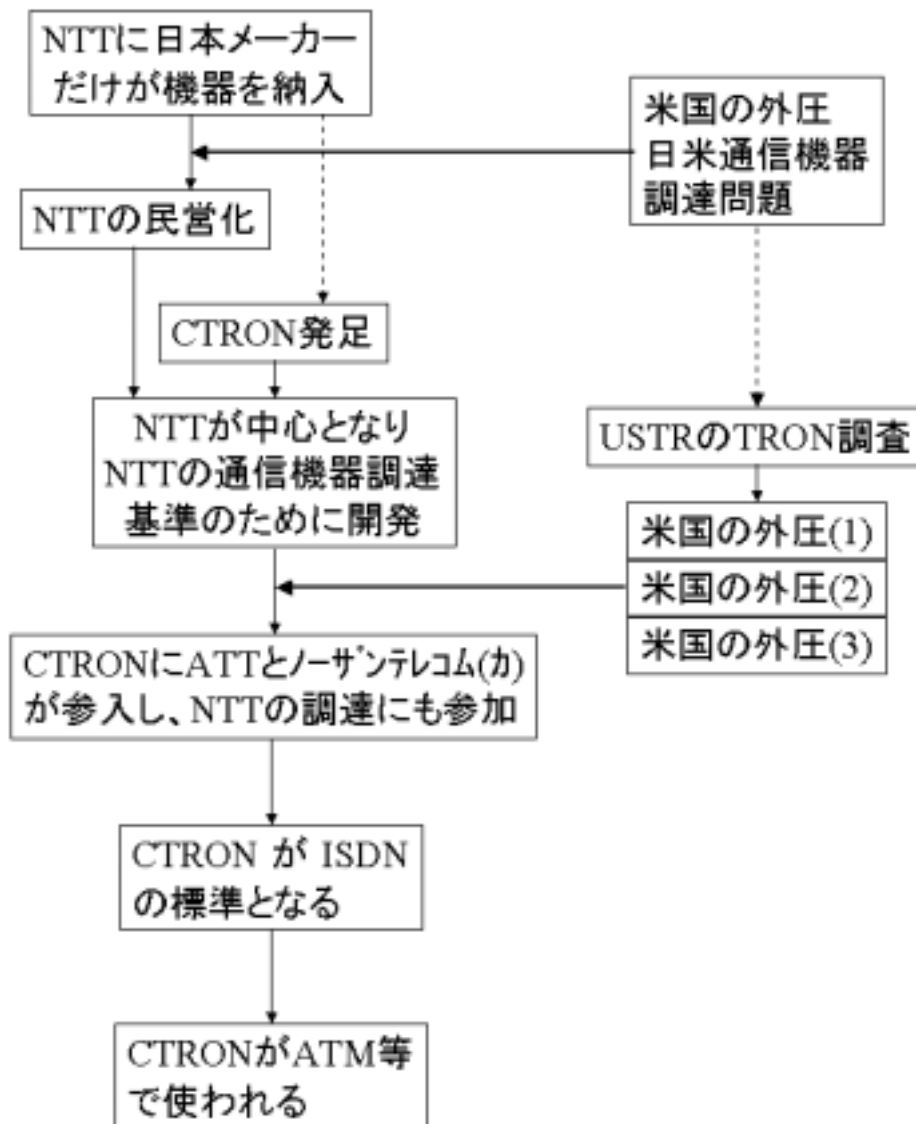 NTTに日本メーカー
だけが機器を納入
米国の外圧
日米通信機器
調達問題
NTTの民営化
CTRON発足
NTTが中心となり
NTTの通信機器調達
基準のために開発
USTRのTRON調査
米国の外圧(1)
米国の外圧(2)
米国の外圧(3)
CTRONにATTとﾉｰｻﾞﾝﾃﾚｺﾑ(ｶ)
が参入し、NTTの調達にも参加
CTRON が ISDN
の標準となる
CTRONがATM等
で使われる